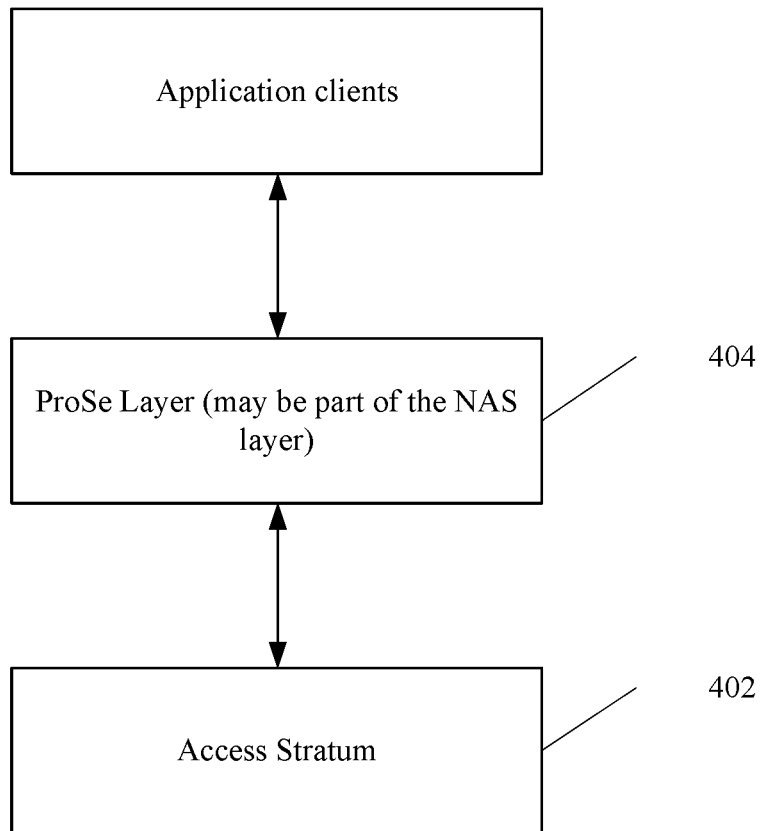 Application clients
ProSe Layer (may be part of the NAS
layer)
404
Access Stratum
402